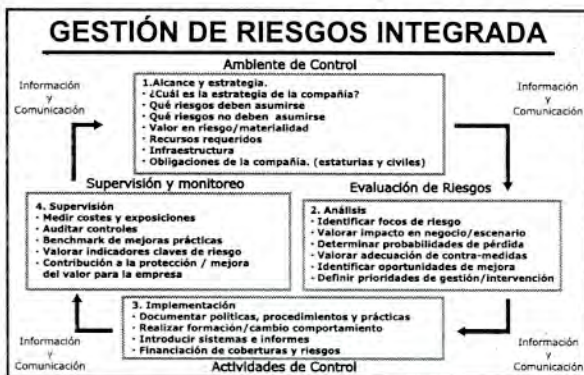 GESTIÓN DE RIESGOS INTEGRADA
Ambiente de Control
Información
y
Comunicación
1.Alcance y estrategia.
· ¿Cuál es la estrategia de la compañia?
· Qué riesgos deben asumirse
· Qué riesgos no deben asumirse
· Valor en riesgo/materialidad
· Recursos requeridos
· Infraestructura
· Obligaciones de la compañia. (estaturias y civiles)
Información
y
Comunicación
Supervisión y monitoreo
4. Supervisión
· Medir costes y exposiciones
· Auditar controles
· Benchmark de mejoras prácticas
· Valorar indicadores claves de riesgo
· Contribución a la protección / mejora
del valor para la empresa
Evaluación de Riesgos
2. Análisis
· Identificar focos de riesgo
· Valorar impacto en negocio/escenario
· Determinar probabilidades de pérdida
· Valorar adecuación de contra-medidas
· Identificar oportunidades de mejora
· Definir prioridades de gestión/intervención
Información
y
Comunicación
3. Implementación
· Documentar politicas, procedimientos y prácticas
· Realizar formación/cambio comportamiento
· Introducir sistemas e informes
· Financiación de coberturas y riesgos
Actividades de Control
Información
y
Comunicación